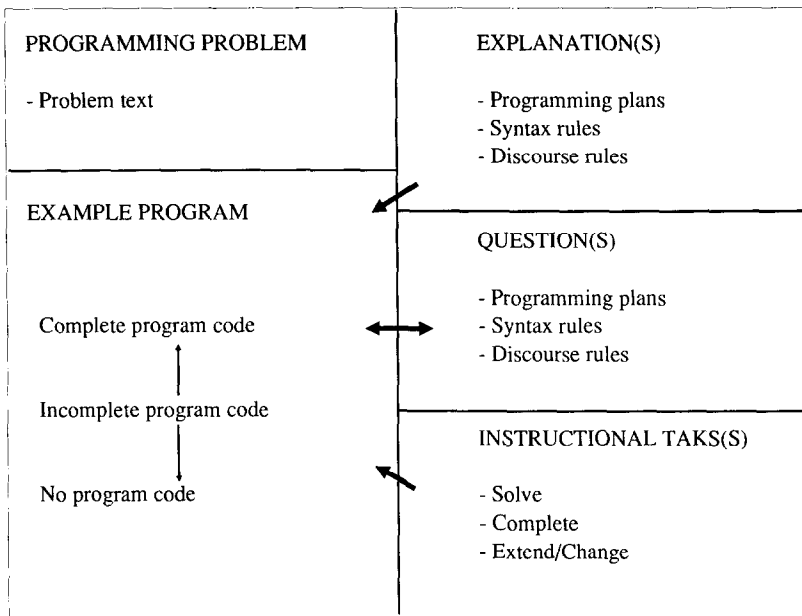 PROGRAMMING PROBLEM
- Problem text
EXAMPLE PROGRAM
Complete program code
Incomplete program code
No program code
EXPLANATION(S)
- Programming plans
- Syntax rules
- Discourse rules
QUESTION(S)
- Programming plans
- Syntax rules
- Discourse rules
INSTRUCTIONAL TAKS(S)
- Solve
- Complete
- Extend/Change